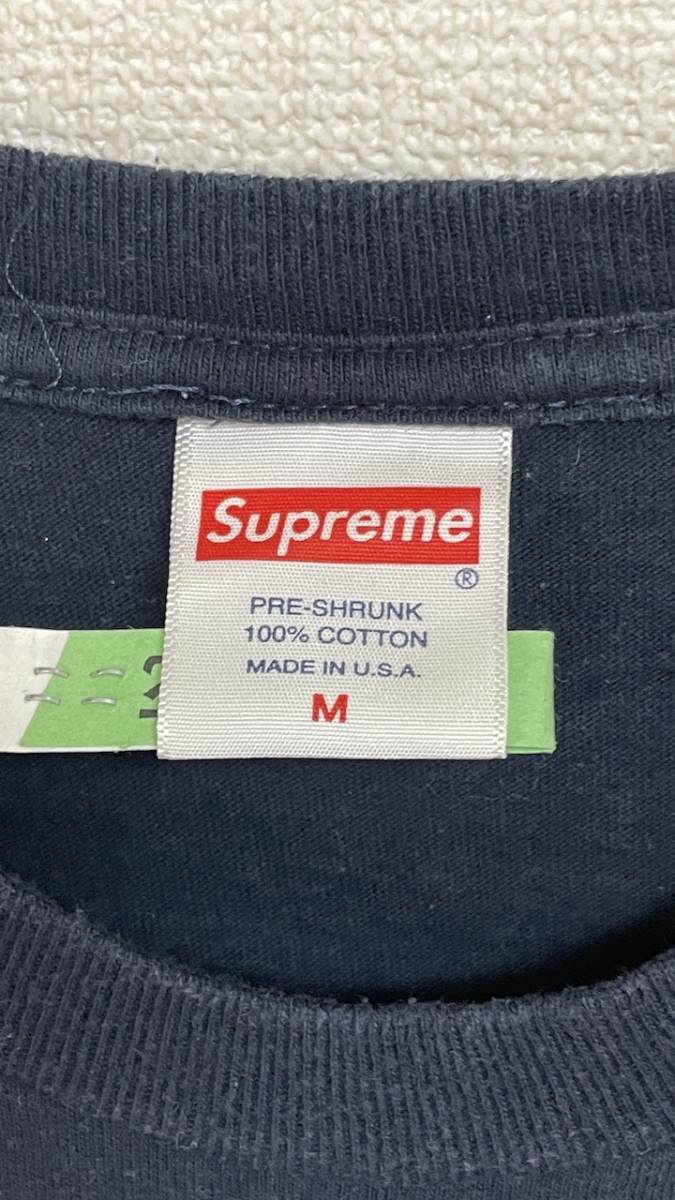 Supreme
®
PRE-SHRUNK
100% COTTON
MADE IN U.S.A.
M